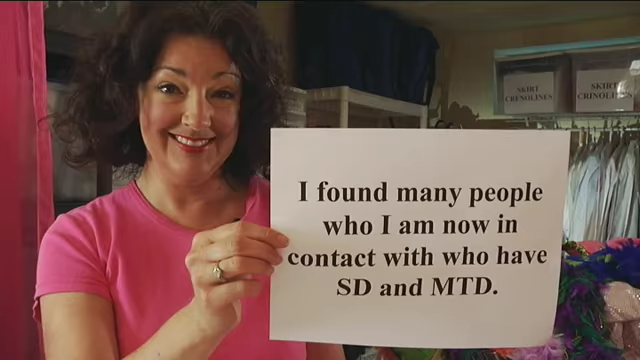 SKIRT
CRINOLINES
SKIRT
CRINOLINES
I found many people
who I am now in
contact with who have
SD and MTD.